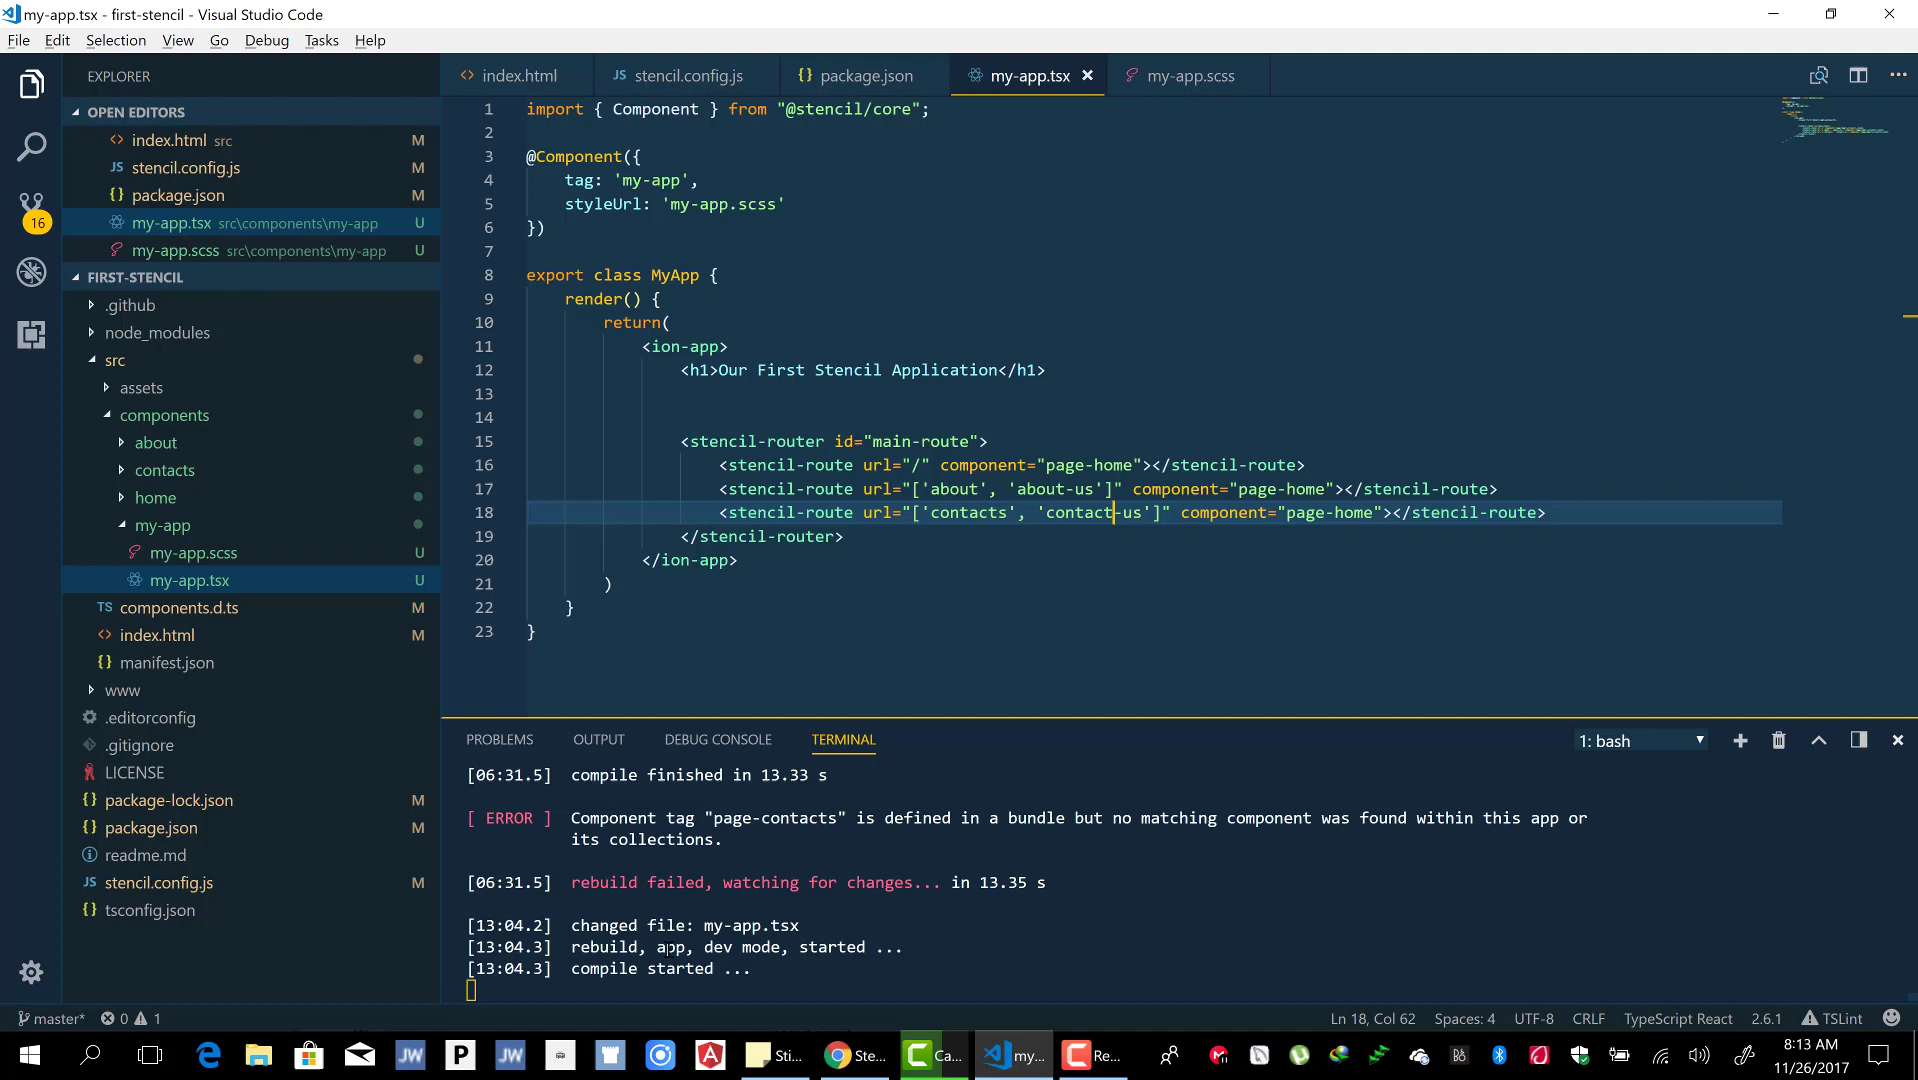 my-app.tsx - first-stencil - Visual Studio Code
File Edit Selection View Go Debug Tasks Help
EXPLORER
OPEN EDITORS
index.html src M
stencil.config.js M
package.json M
my-app.tsx src\components\my-app U
my-app.scss src\components\my-app U
FIRST-STENCIL
.github
node_modules
src
assets
components
about
contacts
home
my-app
my-app.scss U
my-app.tsx U
TS components.d.ts M
index.html M
manifest.json
www
.editorconfig
.gitignore
LICENSE
package-lock.json M
package.json M
readme.md
JS stencil.config.js M
tsconfig.json
16
index.html JS stencil.config.js {} package.json my-app.tsx my-app.scss
1 import { Component } from "@stencil/core";
2
3 @Component({
4 tag: 'my-app',
5 styleUrl: 'my-app.scss'
6 })
7
8 export class MyApp {
9 render() {
10 return(
11 <ion-app>
12 <h1>Our First Stencil Application</h1>
13
14
15 <stencil-router id="main-route">
16 <stencil-route url="/" component="page-home"></stencil-route>
17 <stencil-route url="['about', 'about-us']" component="page-home"></stencil-route>
18 <stencil-route url="['contacts', 'contact-us']" component="page-home"></stencil-route>
19 </stencil-router>
20 </ion-app>
21 )
22 }
23 }
PROBLEMS OUTPUT DEBUG CONSOLE TERMINAL 1: bash
[06:31.5] compile finished in 13.33 s
[ ERROR ] Component tag "page-contacts" is defined in a bundle but no matching component was found within this app or
its collections.
[06:31.5] rebuild failed, watching for changes... in 13.35 s
[13:04.2] changed file: my-app.tsx
[13:04.3] rebuild, app, dev mode, started ...
[13:04.3] compile started ...
master* 0 1 Ln 18, Col 62 Spaces: 4 UTF-8 CRLF TypeScript React 2.6.1 TSLint
JW P JW Sti... Ste... Ca... my... Re...
8:13 AM
11/26/2017